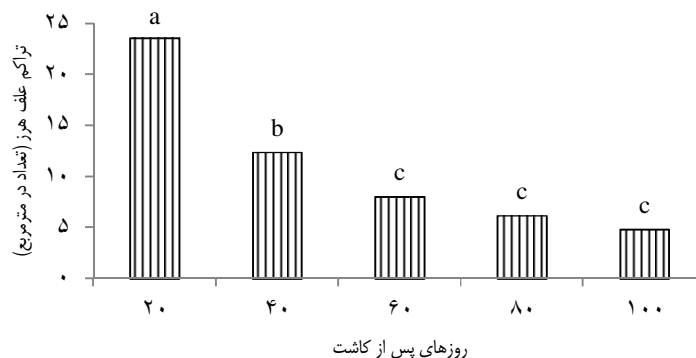 تراکم علف هرز (تعداد در مترمربع)
۲۵
۲۰
۱۵
۱۰
۵
۰
a
b
c
c
c
۲۰ ۴۰ ۶۰ ۸۰ ۱۰۰
روزهای پس از کاشت